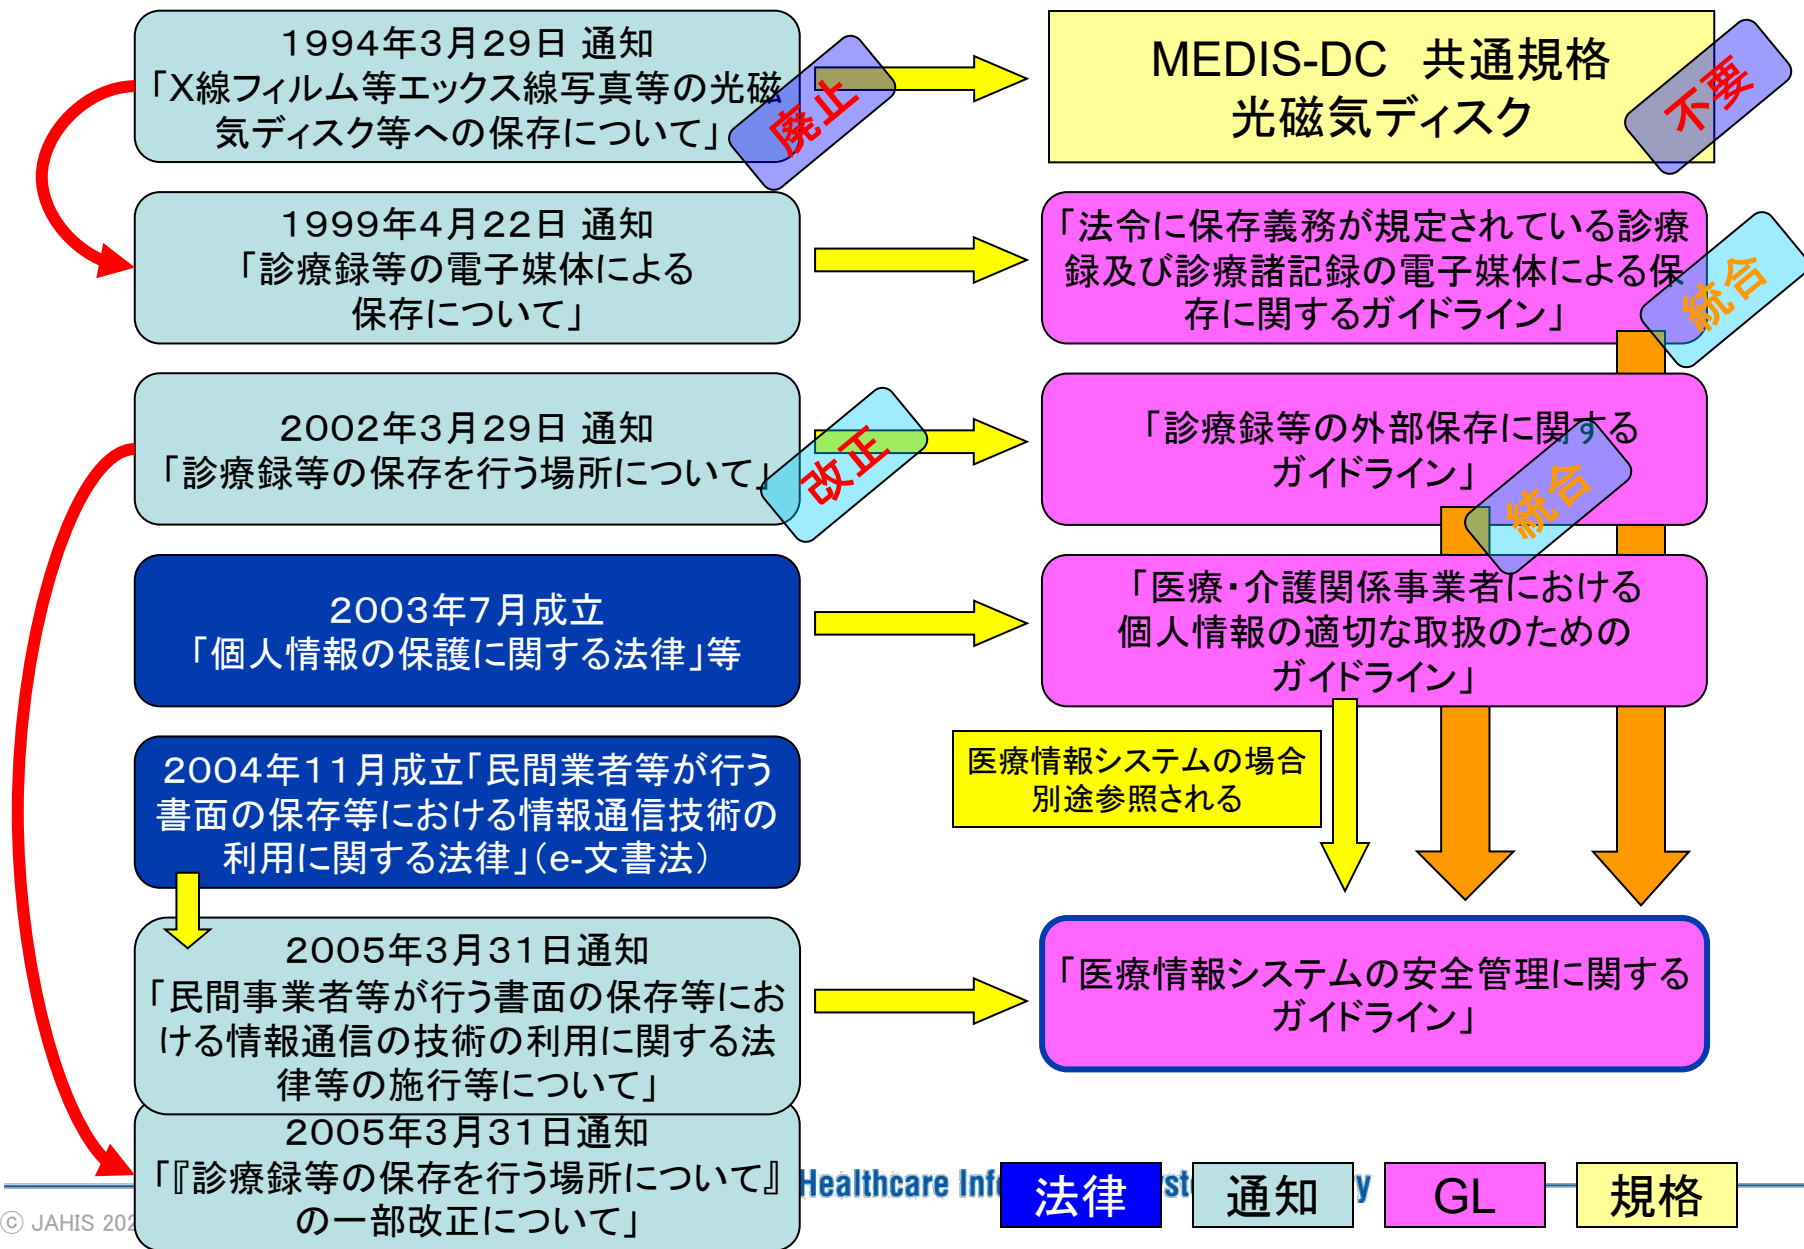 1994年3月29日 通知
「X線フィルム等エックス線写真等の光磁
気ディスク等への保存について」
廃止
MEDIS-DC 共通規格
光磁気ディスク
不要
1999年4月22日 通知
「診療録等の電子媒体による
保存について」
「法令に保存義務が規定されている診療
録及び診療諸記録の電子媒体による保
存に関するガイドライン」
統合
2002年3月29日 通知
「診療録等の保存を行う場所について」
改正
「診療録等の外部保存に関する
ガイドライン」
統合
2003年7月成立
「個人情報の保護に関する法律」等
「医療・介護関係事業者における
個人情報の適切な取扱のための
ガイドライン」
2004年11月成立「民間業者等が行う
書面の保存等における情報通信技術の
利用に関する法律」（e-文書法）
医療情報システムの場合
別途参照される
2005年3月31日通知
「民間事業者等が行う書面の保存等にお
ける情報通信の技術の利用に関する法
律等の施行等について」
「医療情報システムの安全管理に関する
ガイドライン」
2005年3月31日通知
「『診療録等の保存を行う場所について』
の一部改正について」
Healthcare
法律
通知
GL
規格
© JAHIS